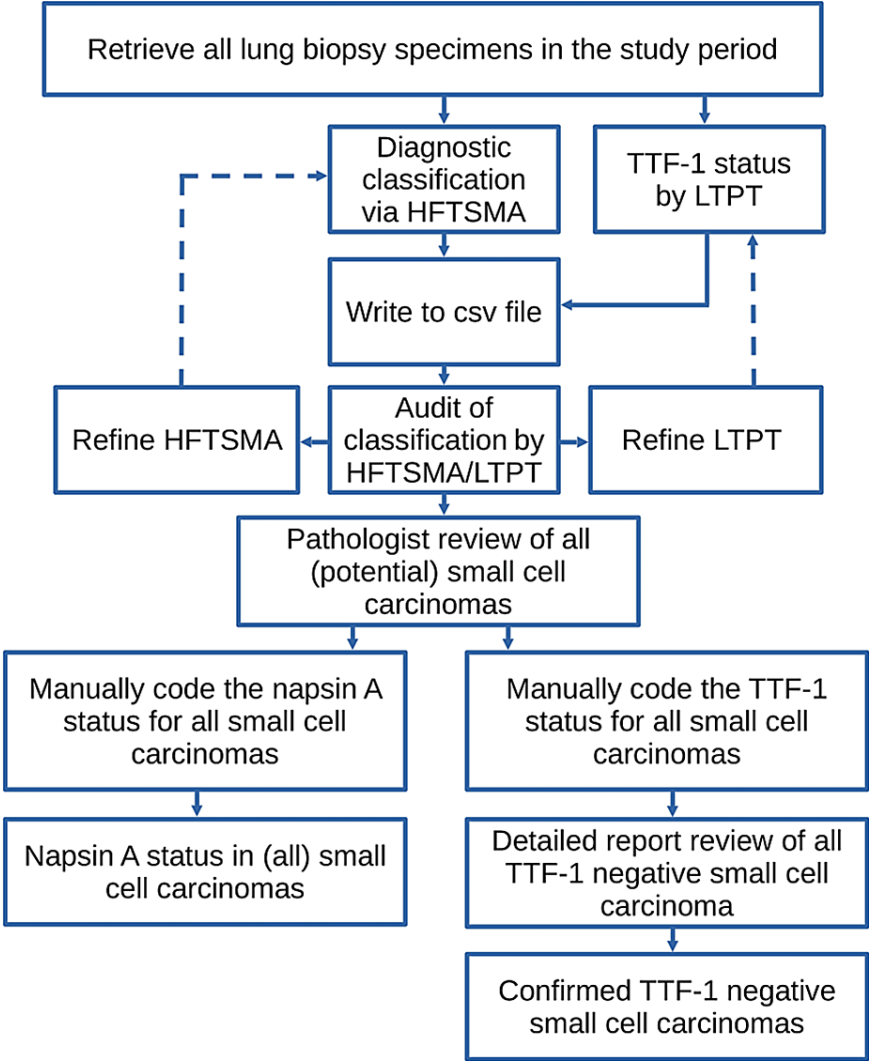 Retrieve all lung biopsy specimens in the study period
Diagnostic
classification
via HFTSMA
TTF-1 status
by LTPT
Write to csv file
Refine HFTSMA
Audit of
classification by
HFTSMA/LTPT
Refine LTPT
Pathologist review of all
(potential) small cell
carcinomas
Manually code the napsin A
status for all small cell
carcinomas
Manually code the TTF-1
status for all small cell
carcinomas
Napsin A status in (all) small
cell carcinomas
Detailed report review of all
TTF-1 negative small cell
carcinoma
Confirmed TTF-1 negative
small cell carcinomas